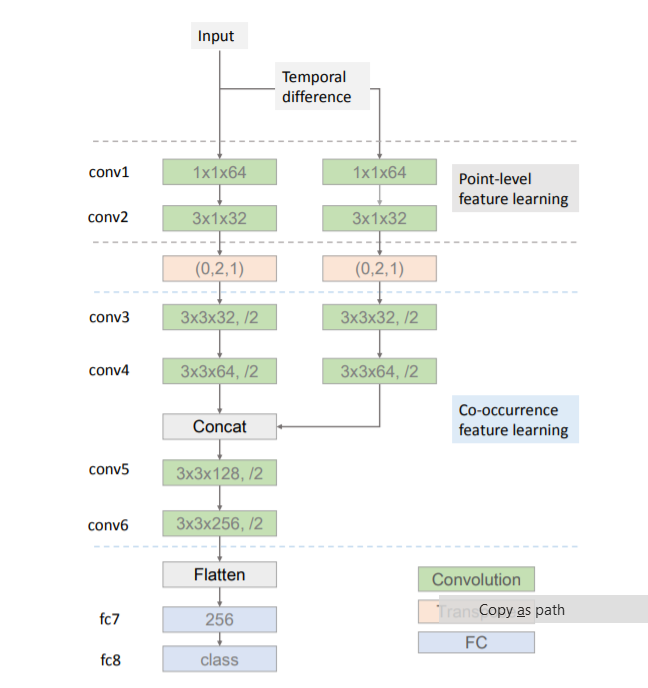 Input
Temporal
difference
conv1
1x1x64
1x1x64
Point-level
feature learning
conv2
3x1x32
3x1x32
(0,2,1)
(0,2,1)
conv3
3x3x32, /2
3x3x32, /2
conv4
3x3x64, /2
3x3x64, /2
Co-occurrence
feature learning
Concat
conv5
3x3x128, /2
conv6
3x3x256, /2
Flatten
Convolution
fc7
256
Copy as path
FC
fc8
class